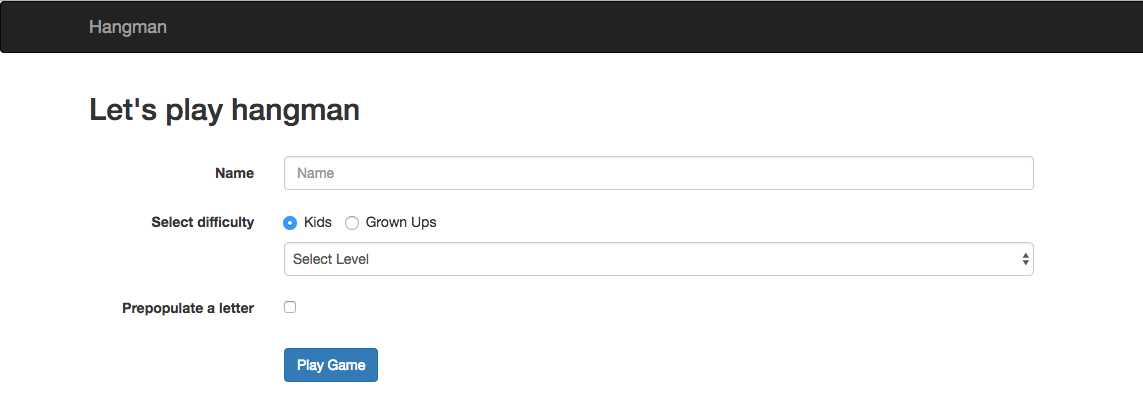 Hangman
Let's play hangman
Name Name
Select difficulty Kids Grown Ups
Select Level
Prepopulate a letter
Play Game